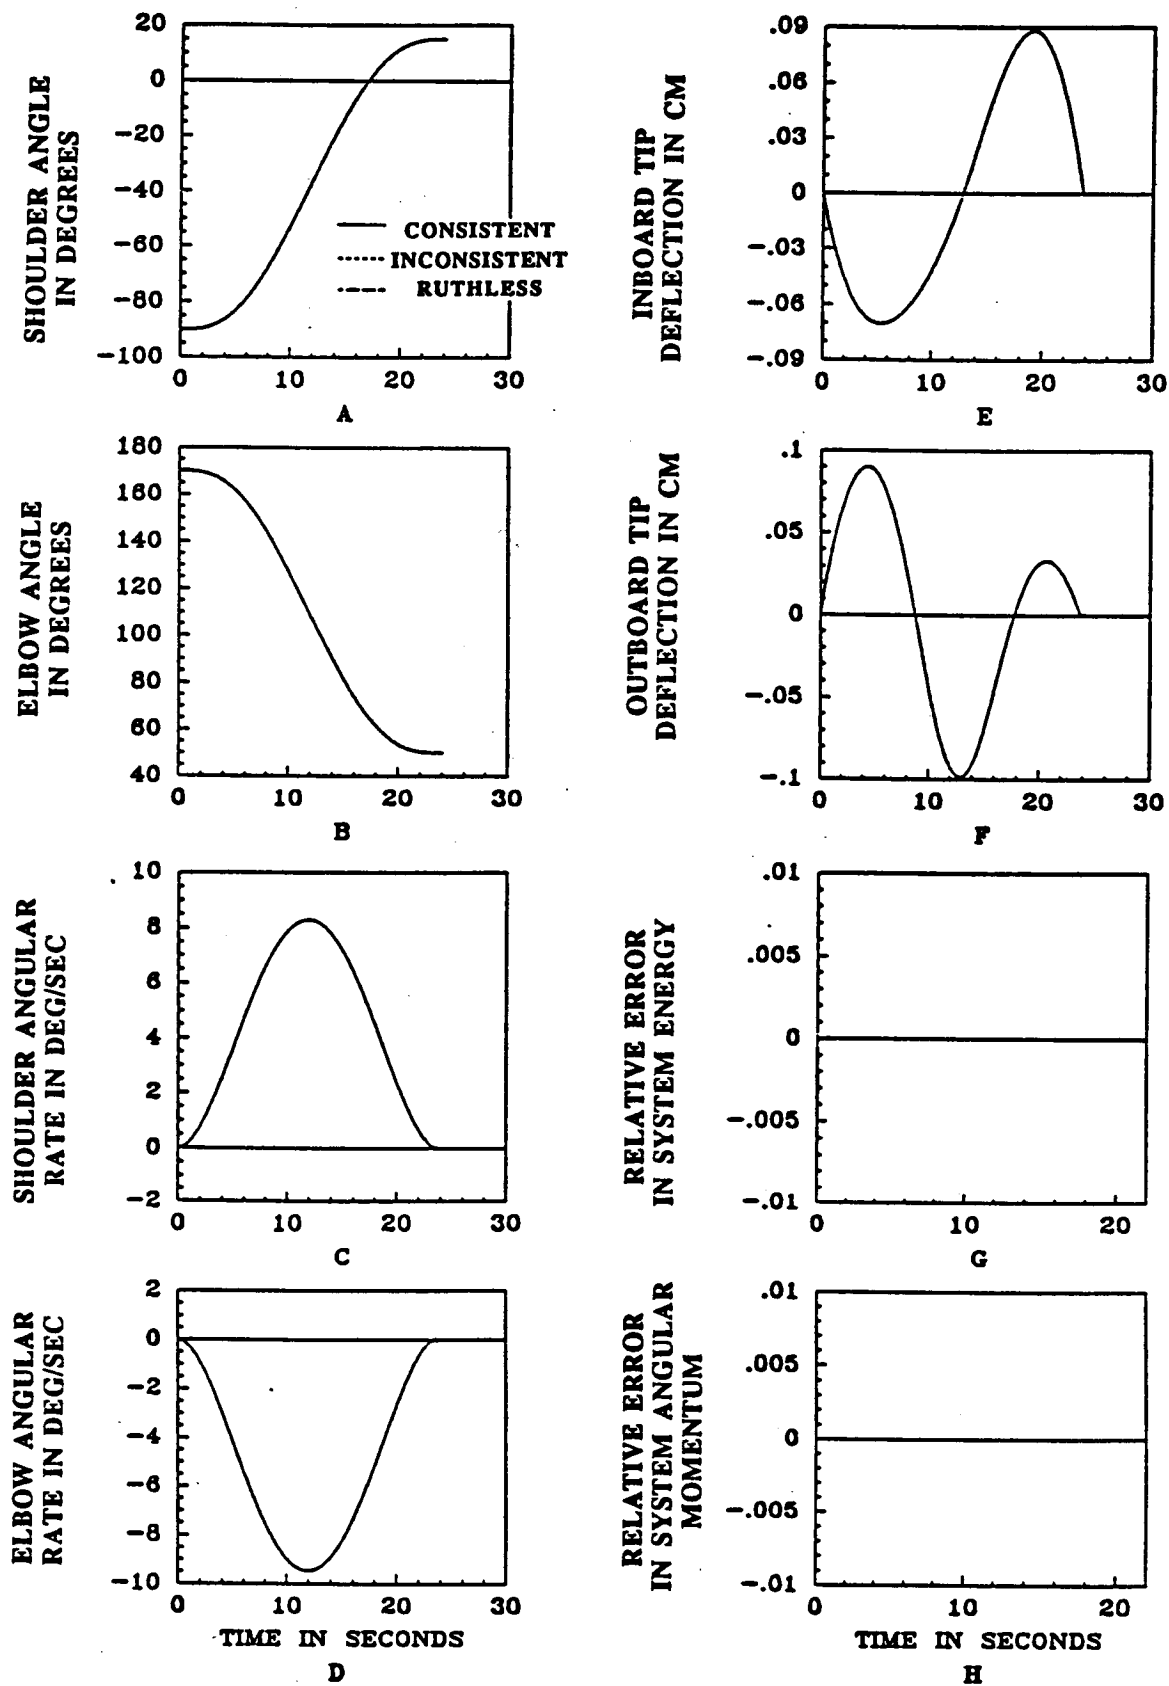 SHOULDER ANGLE
IN DEGREES
20
0
−20
−40
−60
−80
−100
CONSISTENT
INCONSISTENT
RUTHLESS
0 10 20 30
A
ELBOW ANGLE
IN DEGREES
180
160
140
120
100
80
60
40
0 10 20 30
B
SHOULDER ANGULAR
RATE IN DEG/SEC
10
8
6
4
2
0
−2
0 10 20 30
C
ELBOW ANGULAR
RATE IN DEG/SEC
2
0
−2
−4
−6
−8
−10
0 10 20 30
TIME IN SECONDS
D
INBOARD TIP
DEFLECTION IN CM
.09
.06
.03
0
−.03
−.06
−.09
0 10 20 30
E
OUTBOARD TIP
DEFLECTION IN CM
.1
.05
0
−.05
−.1
0 10 20 30
F
RELATIVE ERROR
IN SYSTEM ENERGY
.01
.005
0
−.005
−.01
0 10 20
G
RELATIVE ERROR
IN SYSTEM ANGULAR
MOMENTUM
.01
.005
0
−.005
−.01
0 10 20
TIME IN SECONDS
H